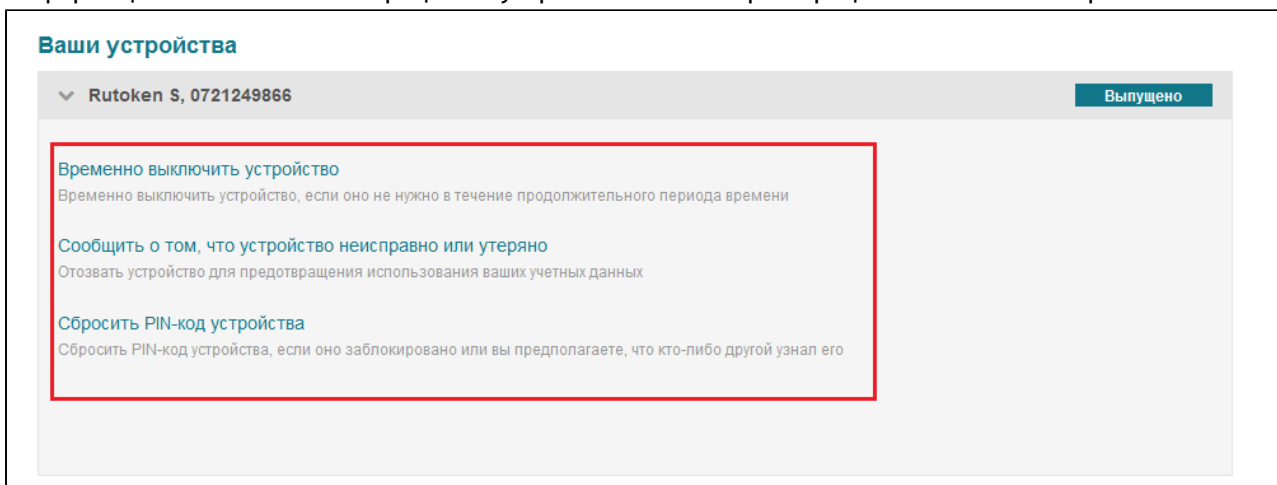 Ваши устройства
Rutoken S, 0721249866
Выпущено
Временно выключить устройство
Временно выключить устройство, если оно не нужно в течение продолжительного периода времени
Сообщить о том, что устройство неисправно или утеряно
Отозвать устройство для предотвращения использования ваших учетных данных
Сбросить PIN-код устройства
Сбросить PIN-код устройства, если оно заблокировано или вы предполагаете, что кто-либо другой узнал его